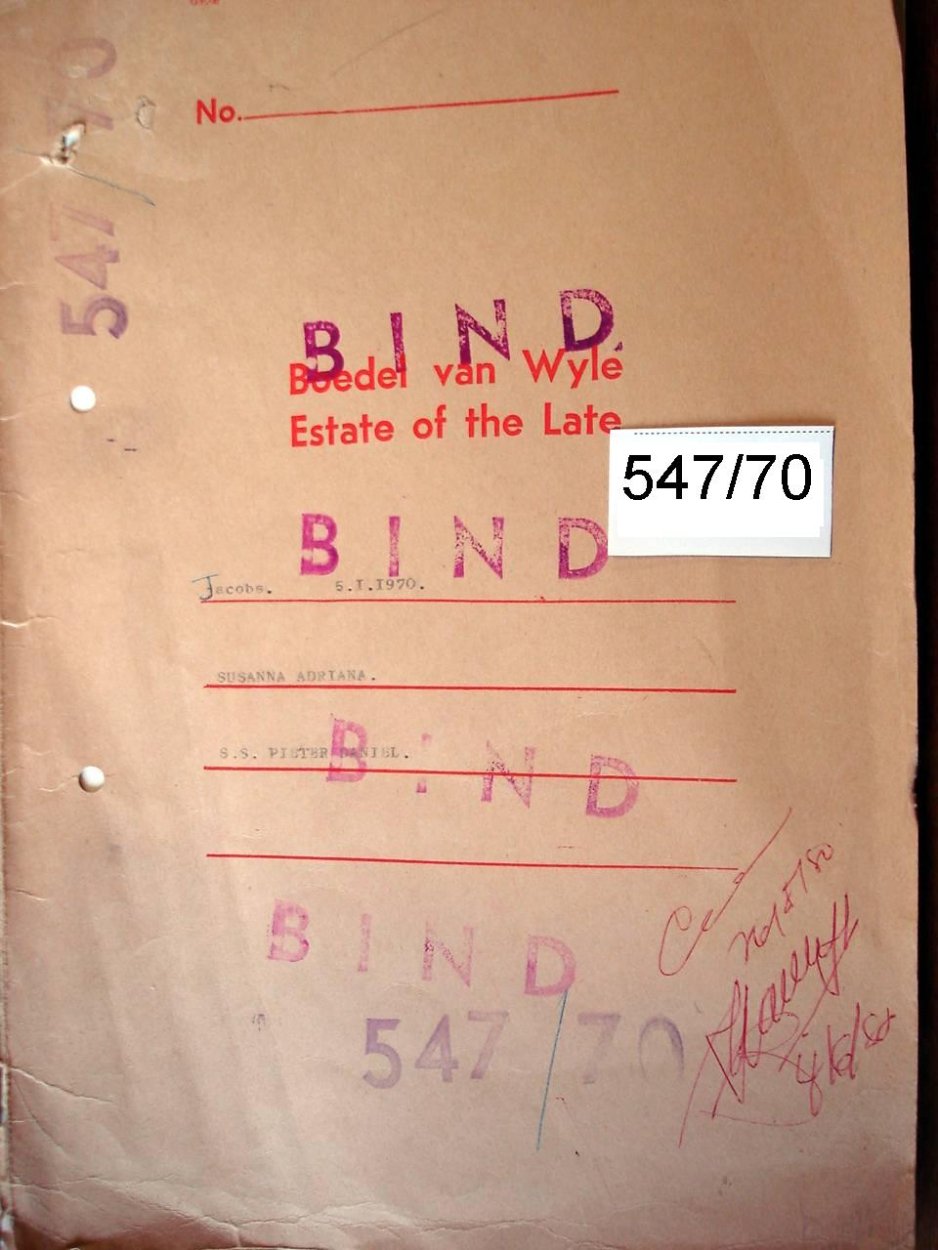 547/70
No.
BIND
Boedel van Wyle
Estate of the Late
547/70
BIND
Jacobs. 5.I.1970.
SUSANNA ADRIANA.
S.S. PIETER DANIEL.
BIND
BIND
547/70